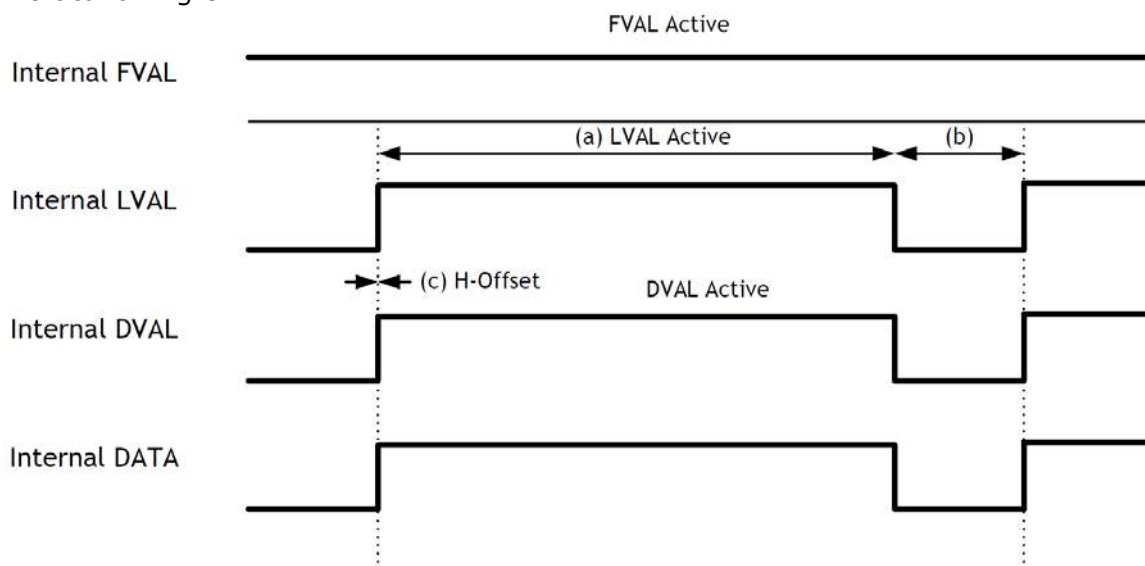 FVAL Active
Internal FVAL
(a) LVAL Active
(b)
Internal LVAL
(c) H-Offset
DVAL Active
Internal DVAL
Internal DATA